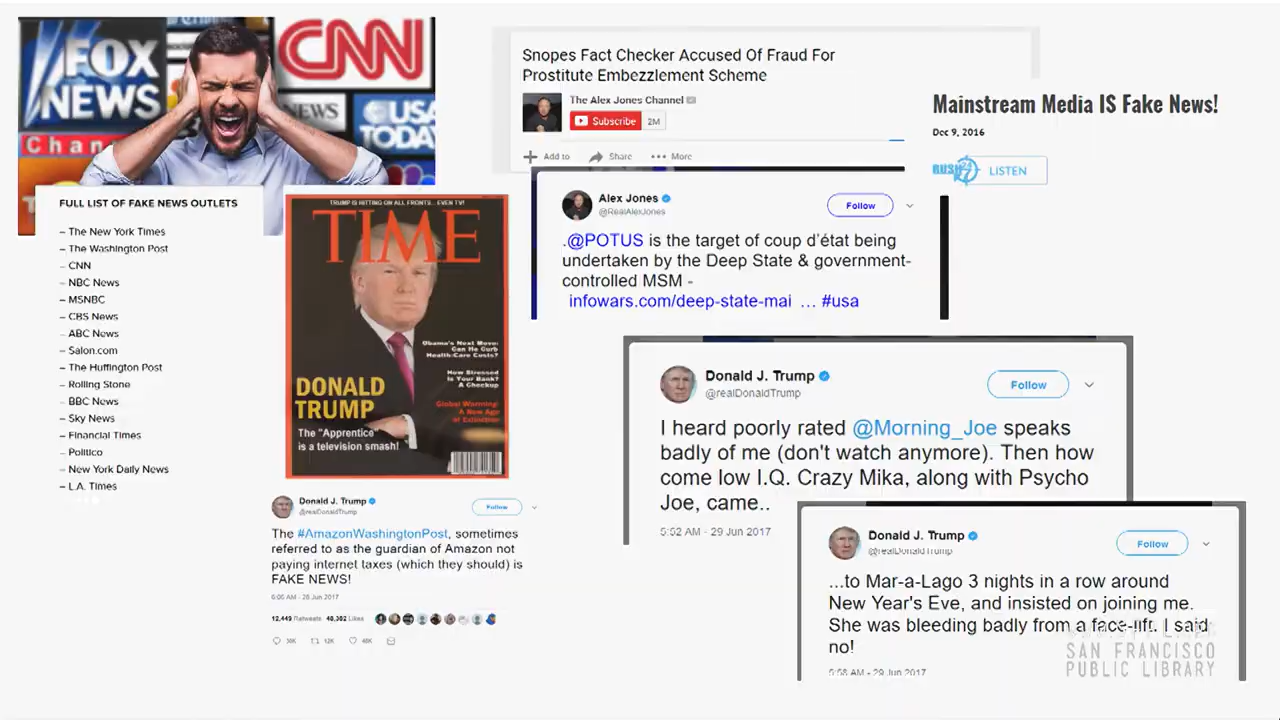 FOX
NEWS
Chan
CNN
NEWS
USA
TODAY
FULL LIST OF FAKE NEWS OUTLETS
– The New York Times
– The Washington Post
– CNN
– NBC News
– MSNBC
– CBS News
– ABC News
– Salon.com
– The Huffington Post
– Rolling Stone
– BBC News
– Sky News
– Financial Times
– Politico
– New York Daily News
– L.A. Times
TRUMP IS HITTING ON ALL FRONTS...EVEN TV!
TIME
Obama's Next Move:
Can He Curb
Health-Care Costs?
How Stressed
Is Your Bank?
A Checkup
Global Warming:
A New Age
of Extinction
DONALD
TRUMP
The "Apprentice"
is a television smash!
Donald J. Trump
@realDonaldTrump
Follow
The #AmazonWashingtonPost, sometimes
referred to as the guardian of Amazon not
paying internet taxes (which they should) is
FAKE NEWS!
6:06 AM - 28 Jun 2017
12,449 Retweets 48,382 Likes
Snopes Fact Checker Accused Of Fraud For
Prostitute Embezzlement Scheme
The Alex Jones Channel
Subscribe 2M
Add to Share More
Mainstream Media IS Fake News!
Dec 9, 2016
RUSH 24/7 LISTEN
Alex Jones
@RealAlexJones
Follow
.@POTUS is the target of coup d'état being
undertaken by the Deep State & government-
controlled MSM -
infowars.com/deep-state-mai … #usa
Donald J. Trump
@realDonaldTrump
Follow
I heard poorly rated @Morning_Joe speaks
badly of me (don't watch anymore). Then how
come low I.Q. Crazy Mika, along with Psycho
Joe, came..
5:52 AM - 29 Jun 2017
Donald J. Trump
@realDonaldTrump
Follow
...to Mar-a-Lago 3 nights in a row around
New Year's Eve, and insisted on joining me.
She was bleeding badly from a face-lift. I said
no!
5:58 AM - 29 Jun 2017
SAN FRANCISCO
PUBLIC LIBRARY